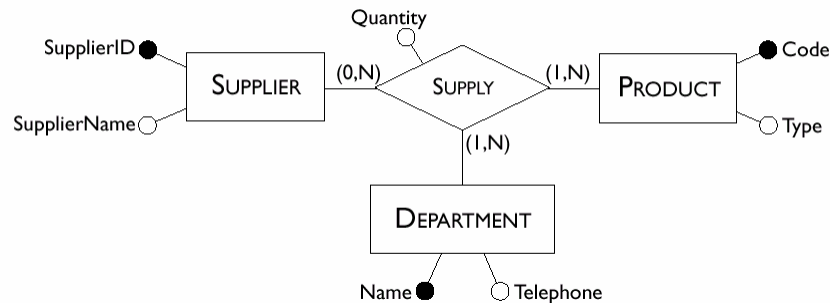 Quantity
SupplierID
SupplierName
SUPPLIER
(0,N)
SUPPLY
(1,N)
PRODUCT
Code
Type
(1,N)
DEPARTMENT
Name
Telephone